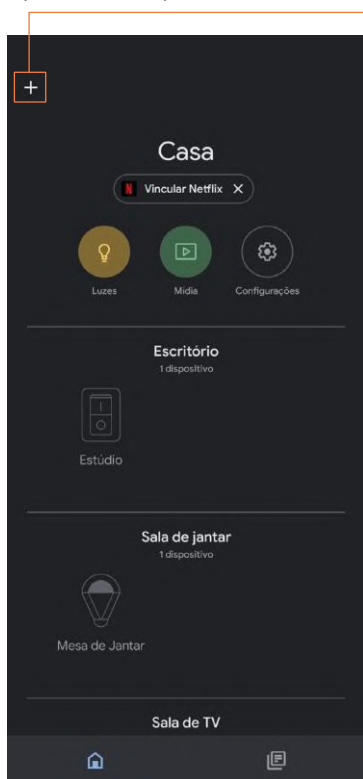 +
Casa
N Vincular Netflix X
Luzes Mídia Configurações
Escritório
1 dispositivo
Estúdio
Sala de jantar
1 dispositivo
Mesa de Jantar
Sala de TV